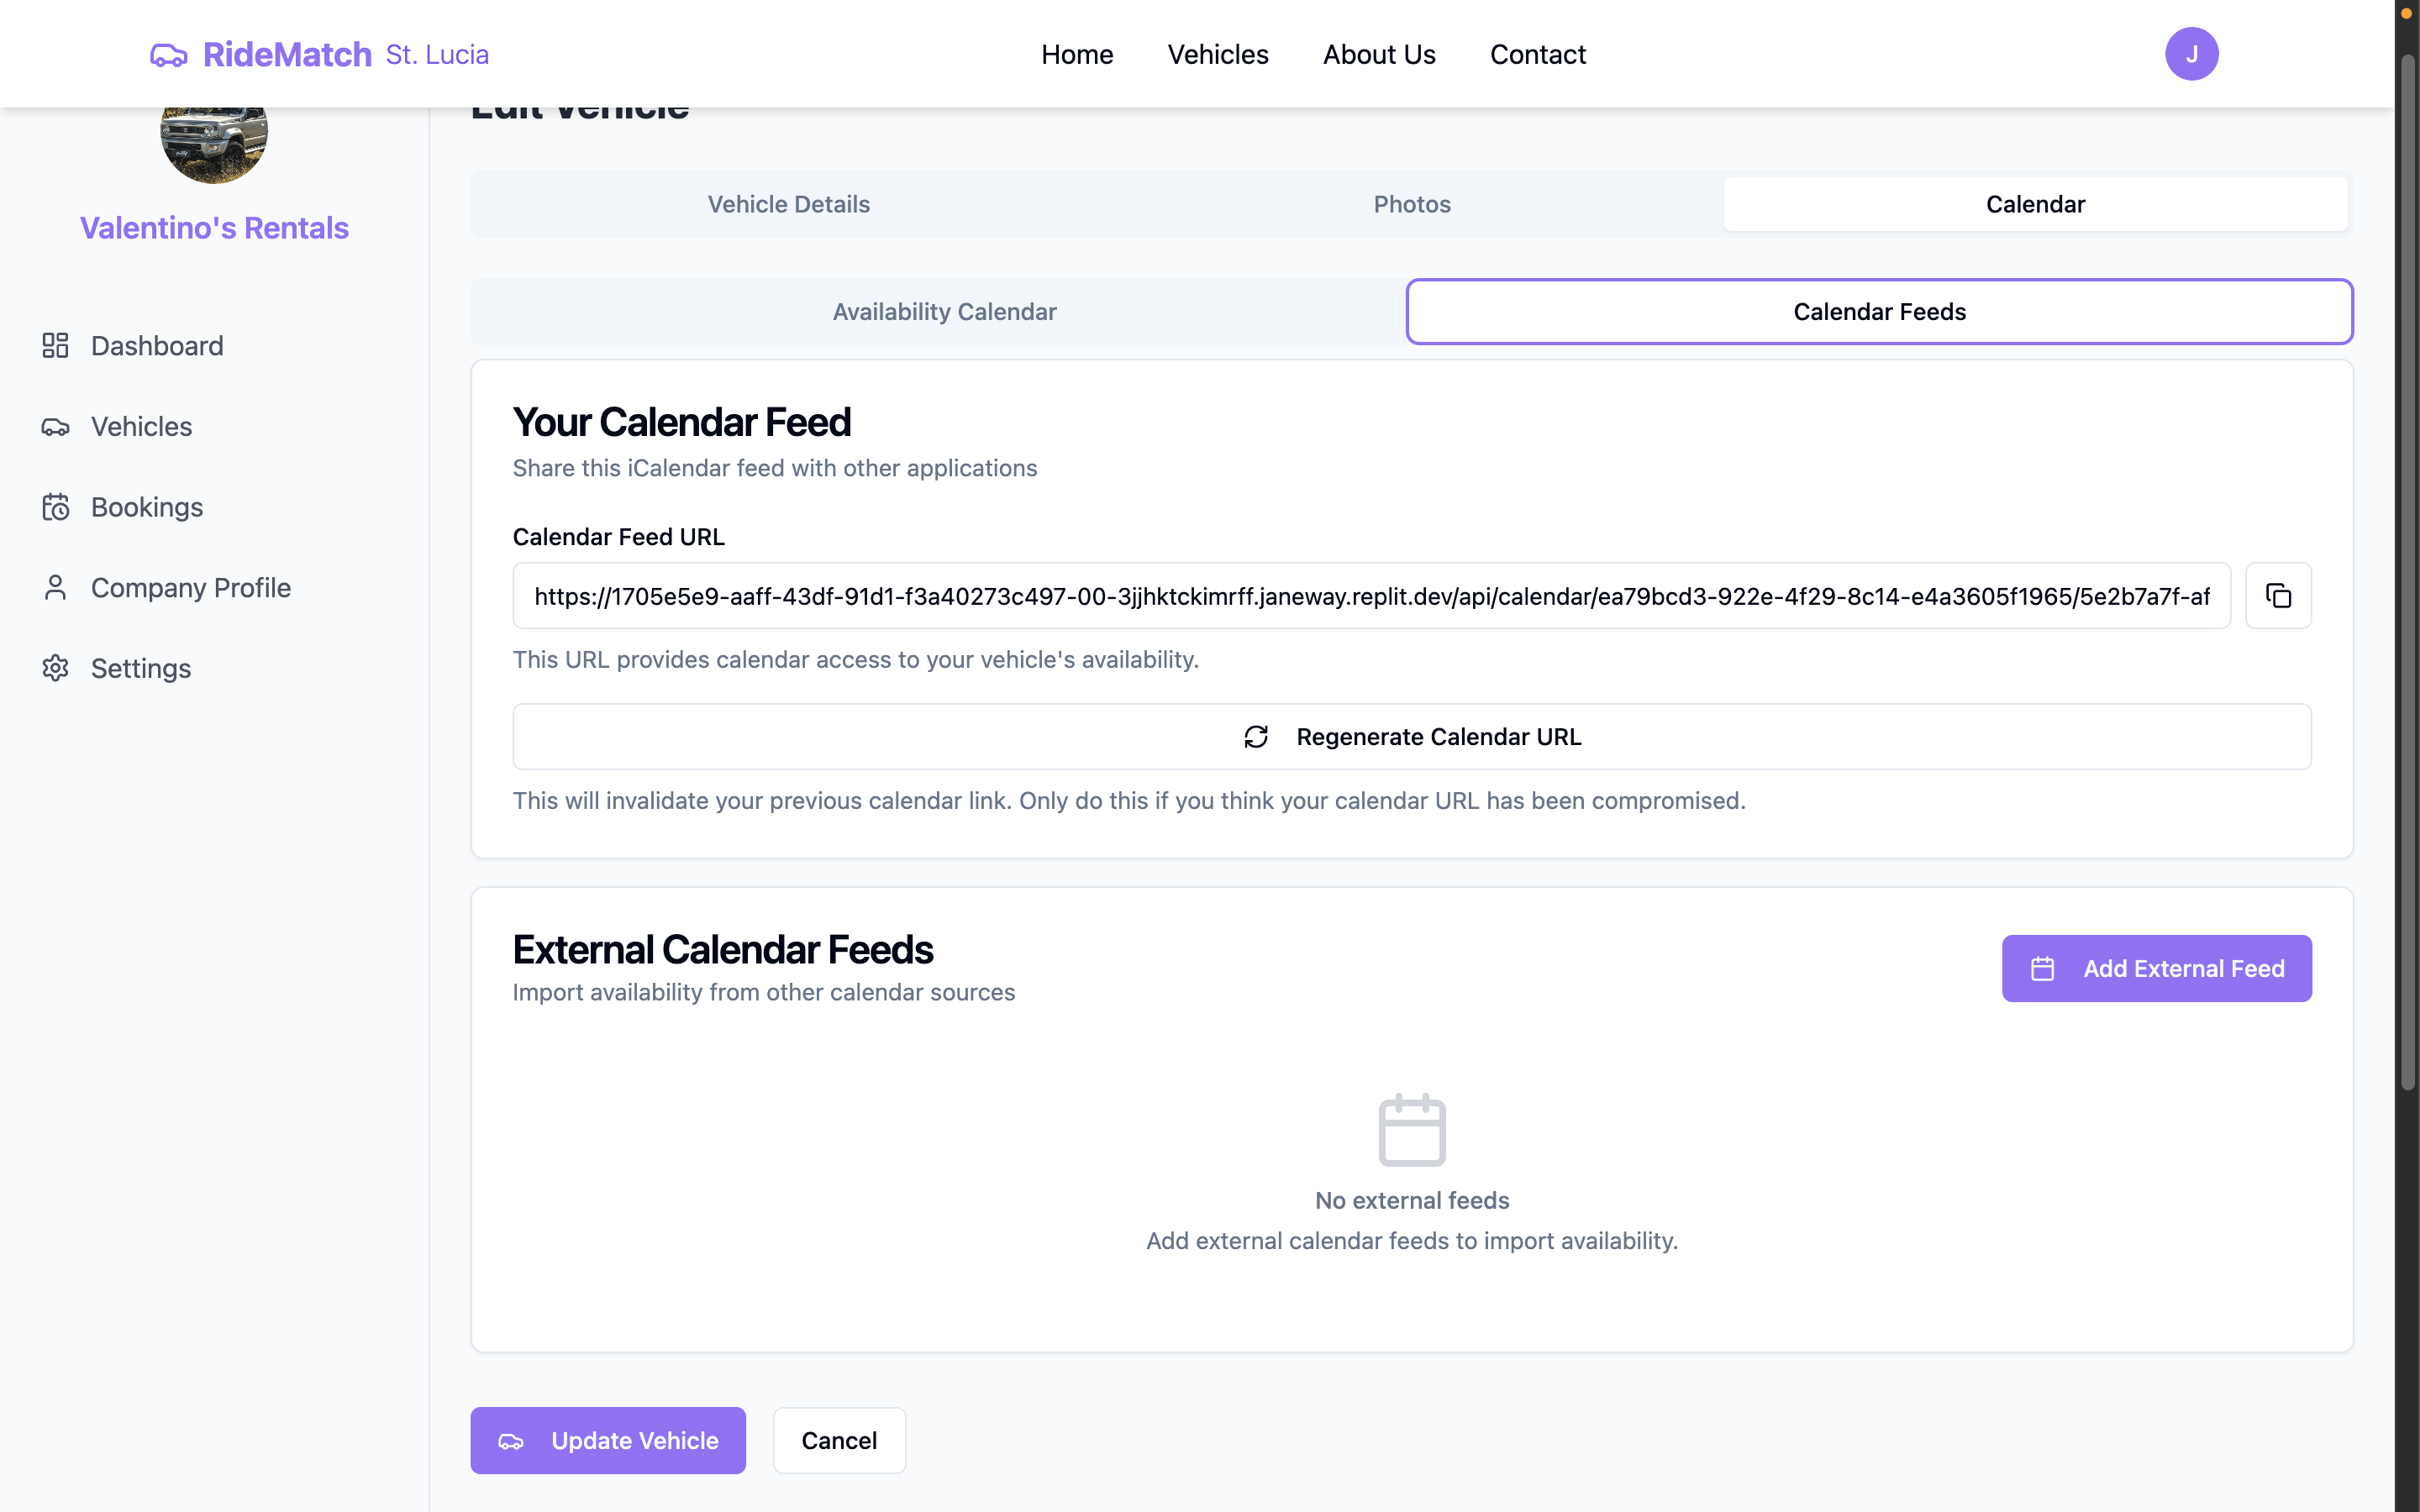 RideMatch St. Lucia
Home
Vehicles
About Us
Contact
J
Valentino's Rentals
Dashboard
Vehicles
Bookings
Company Profile
Settings
Edit Vehicle
Vehicle Details
Photos
Calendar
Availability Calendar
Calendar Feeds
Your Calendar Feed
Share this iCalendar feed with other applications
Calendar Feed URL
https://1705e5e9-aaff-43df-91d1-f3a40273c497-00-3jjhktckimrff.janeway.replit.dev/api/calendar/ea79bcd3-922e-4f29-8c14-e4a3605f1965/5e2b7a7f-af
This URL provides calendar access to your vehicle's availability.
Regenerate Calendar URL
This will invalidate your previous calendar link. Only do this if you think your calendar URL has been compromised.
External Calendar Feeds
Import availability from other calendar sources
Add External Feed
No external feeds
Add external calendar feeds to import availability.
Update Vehicle
Cancel